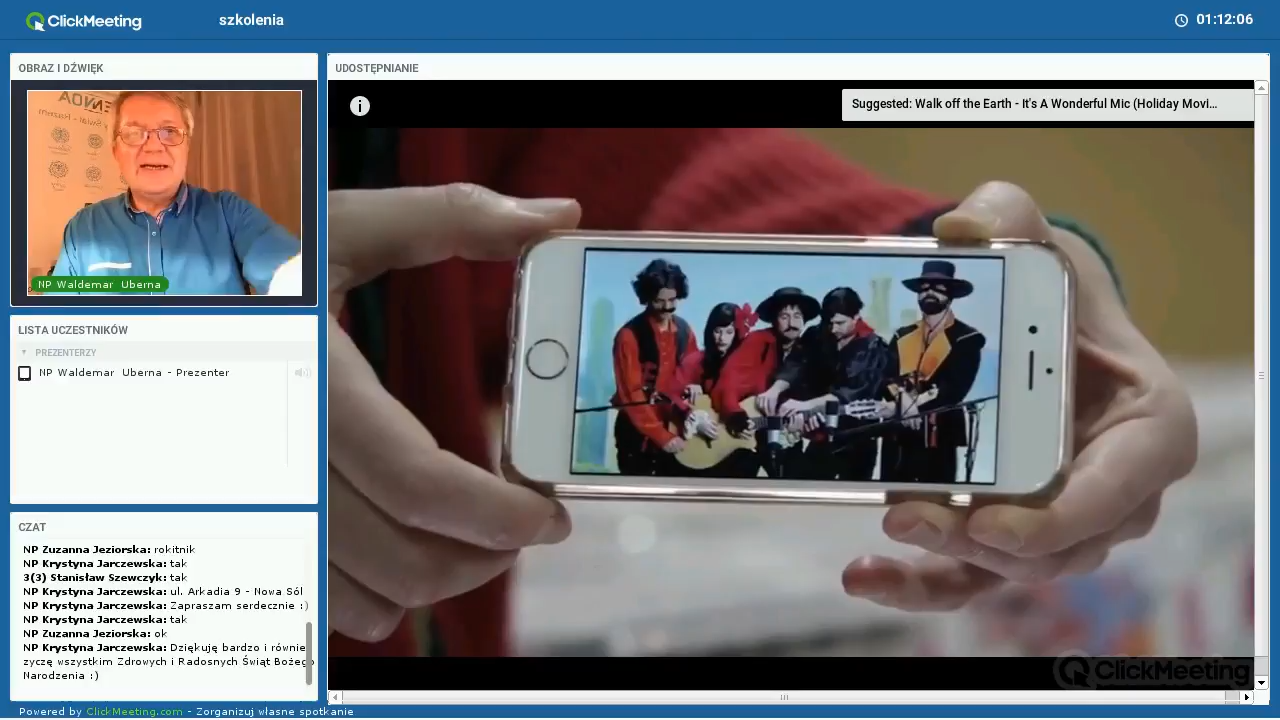 ClickMeeting
szkolenia
01:12:06
OBRAZ I DŹWIĘK
NP Waldemar Uberna
LISTA UCZESTNIKÓW
PREZENTERZY
NP Waldemar Uberna - Prezenter
CZAT
NP Zuzanna Jeziorska: rokitnik
NP Krystyna Jarczewska: tak
3(3) Stanisław Szewczyk: tak
NP Krystyna Jarczewska: ul. Arkadia 9 - Nowa Sól
NP Krystyna Jarczewska: Zapraszam serdecznie :)
NP Krystyna Jarczewska: tak
NP Zuzanna Jeziorska: ok
NP Krystyna Jarczewska: Dziękuję bardzo i równie
zyczę wszystkim Zdrowych i Radosnych Świąt Bożego
Narodzenia :)
UDOSTĘPNIANIE
i
Suggested: Walk off the Earth - It's A Wonderful Mic (Holiday Movi...
ClickMeeting
Powered by ClickMeeting.com - Zorganizuj własne spotkanie